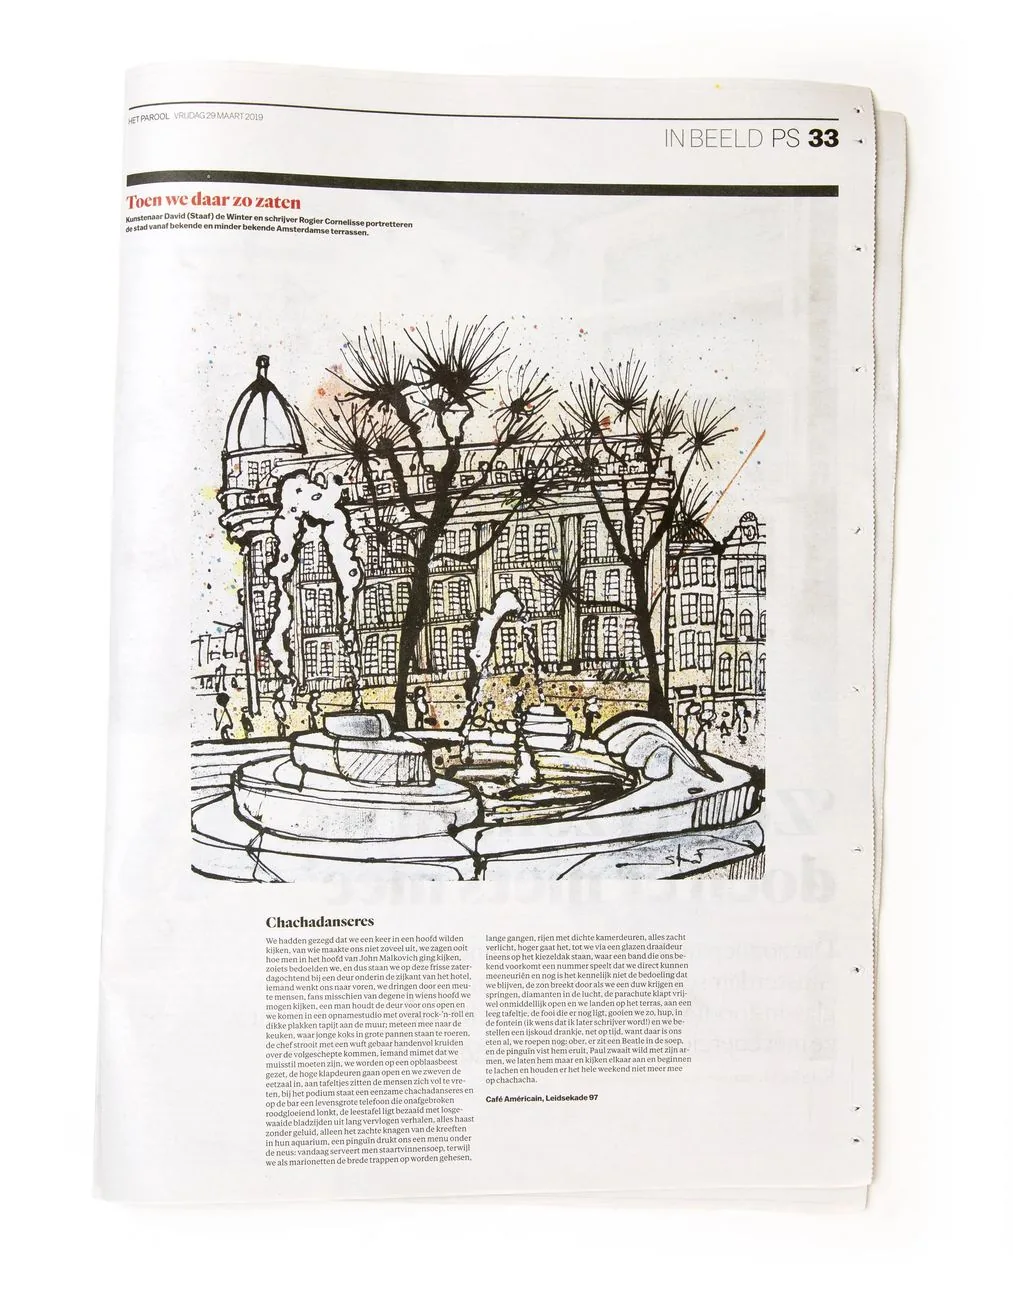 HET PAROOL VRIJDAG 29 MAART 2019
IN BEELD PS 33
Toen we daar zo zaten
Kunstenaar David (Staaf) de Winter en schrijver Rogier Cornelisse portretteren
de stad vanaf bekende en minder bekende Amsterdamse terrassen.
Chachadanseres
We hadden gezegd dat we een keer in een hoofd wilden
kijken, van wie maakte ons niet zoveel uit, we zagen ooit
hoe men in het hoofd van John Malkovich ging kijken,
zoiets bedoelden we, en dus staan we op deze frisse zater-
dagochtend bij een deur onderin de zijkant van het hotel,
iemand wenkt ons naar voren, we dringen door een meu-
te mensen, fans misschien van degene in wiens hoofd we
mogen kijken, een man houdt de deur voor ons open en
we komen in een opnamestudio met overal rock-'n-roll en
dikke plakken tapijt aan de muur; meteen mee naar de
keuken, waar jonge koks in grote pannen staan te roeren,
de chef strooit met een wuft gebaar handenvol kruiden
over de volgeschepte kommen, iemand mimet dat we
muisstil moeten zijn, we worden op een opblaasbeest
gezet, de hoge klapdeuren gaan open en we zweven de
eetzaal in, aan tafeltjes zitten de mensen zich vol te vre-
ten, bij het podium staat een eenzame chachadanseres en
op de bar een levensgrote telefoon die onafgebroken
roodgloeiend lonkt, de leestafel ligt bezaaid met losge-
waaide bladzijden uit lang vervlogen verhalen, alles haast
zonder geluid, alleen het zachte knagen van de kreeften
in hun aquarium, een pinguïn drukt ons een menu onder
de neus: vandaag serveert men staartvinnensoep, terwijl
we als marionetten de brede trappen op worden gehesen,
lange gangen, rijen met dichte kamerdeuren, alles zacht
verlicht, hoger gaat het, tot we via een glazen draaideur
ineens op het kiezeldak staan, waar een band die ons be-
kend voorkomt een nummer speelt dat we direct kunnen
meeneuriën en nog is het kennelijk niet de bedoeling dat
we blijven, de zon breekt door als we een duw krijgen en
springen, diamanten in de lucht, de parachute klapt vrij-
wel onmiddellijk open en we landen op het terras, aan een
leeg tafeltje, de fooi die er nog ligt, gooien we zo, hup, in
de fontein (ik wens dat ik later schrijver word!) en we be-
stellen een ijskoud drankje, net op tijd, want daar is ons
eten al, we roepen nog: ober, er zit een Beatle in de soep,
en de pinguïn vist hem eruit, Paul zwaait wild met zijn ar-
men, we laten hem maar en kijken elkaar aan en beginnen
te lachen en houden er het hele weekend niet meer mee
op chachacha.
Café Américain, Leidsekade 97